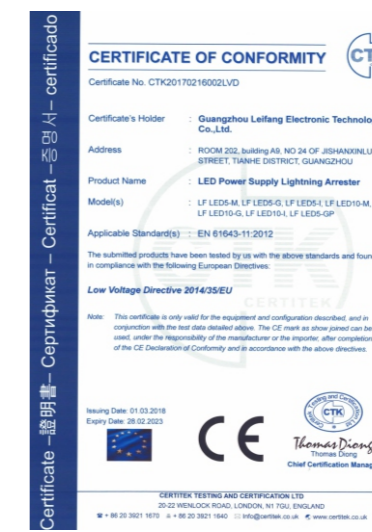 Certificate –證明書– Сертификат – Certificat – 증명서 – certificado
CERTIFICATE OF CONFORMITY
CT
Certificate No. CTK20170216002LVD
Certificate's Holder : Guangzhou Leifang Electronic Technolo
Co.,Ltd.
Address : ROOM 202, building A9, NO 24 OF JISHANXINLU
STREET, TIANHE DISTRICT, GUANGZHOU
Product Name : LED Power Supply Lightning Arrester
Model(s) : LF LED5-M, LF LED5-G, LF LED5-I, LF LED10-M,
LF LED10-G, LF LED10-I, LF LED5-GP
Applicable Standard(s) : EN 61643-11:2012
The submitted products have been tested by us with the above standards and foun
in compliance with the following European Directives:
Low Voltage Directive 2014/35/EU
CTK
CERTITEK
Note: This certificate is only valid for the equipment and configuration described, and in
conjunction with the test data detailed above. The CE mark as show joined can be
used, under the responsibility of the manufacturer or the importer, after completion
of the CE Declaration of Conformity and in accordance with the above directives.
Issuing Date: 01.03.2018
Expiry Date: 28.02.2023
CE
Testing and Certification
CTK
Thomas Diong
Thomas Diong
Chief Certification Manag
CERTITEK TESTING AND CERTIFICATION LTD
20-22 WENLOCK ROAD, LONDON, N1 7GU, ENGLAND
+ 86 20 3921 1670 + 86 20 3921 1640 info@certitek.co.uk www.certitek.co.uk